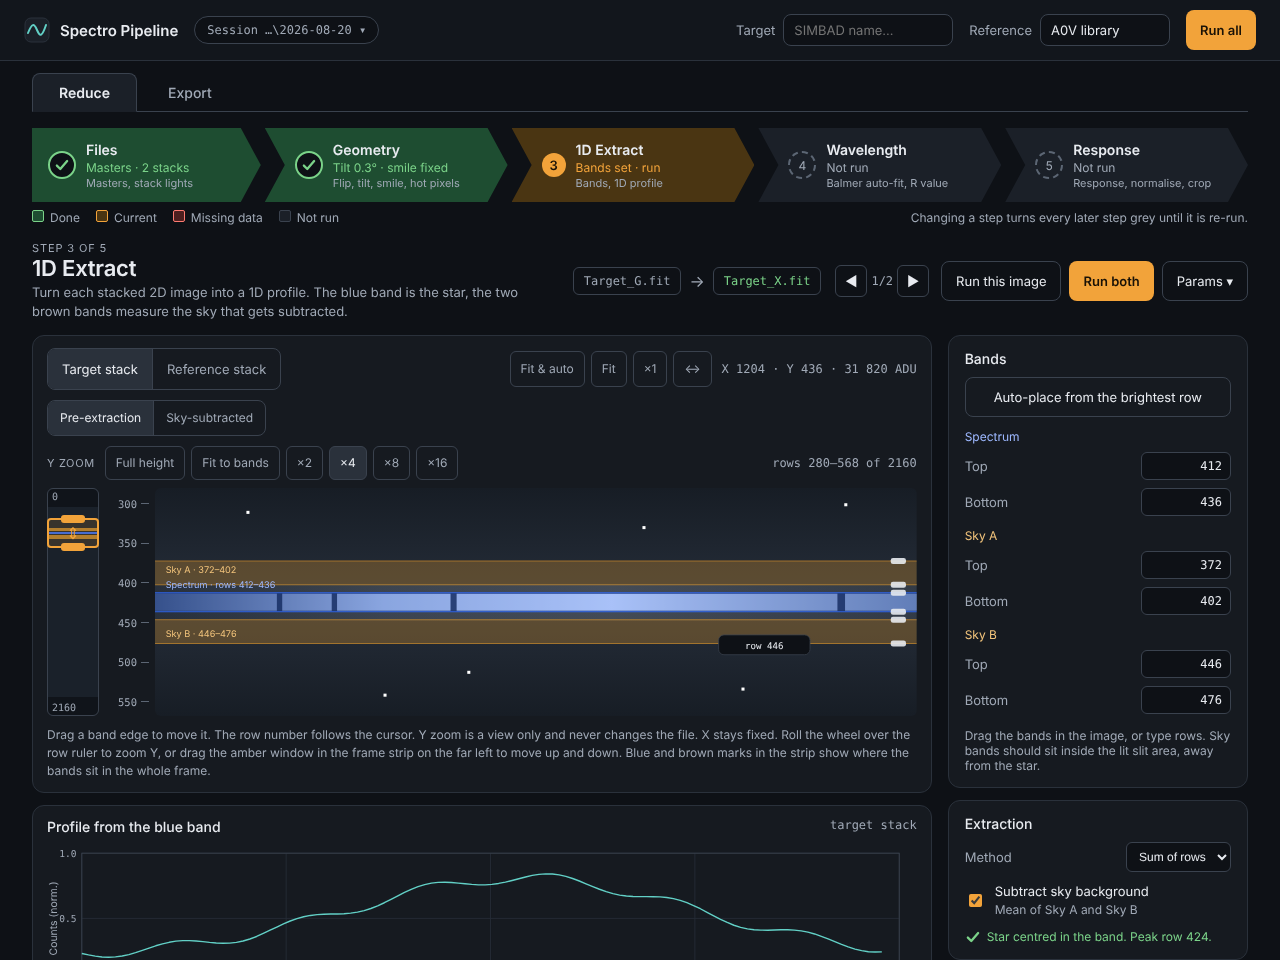 Spectro Pipeline
Session …\2026-08-20 ▾
Target
SIMBAD name...
Reference
A0V library
Run all
Reduce
Export
Files
Masters · 2 stacks
Masters, stack lights
Geometry
Tilt 0.3° · smile fixed
Flip, tilt, smile, hot pixels
3
1D Extract
Bands set · run
Bands, 1D profile
4
Wavelength
Not run
Balmer auto-fit, R value
5
Response
Not run
Response, normalise, crop
Done
Current
Missing data
Not run
Changing a step turns every later step grey until it is re-run.
STEP 3 OF 5
1D Extract
Turn each stacked 2D image into a 1D profile. The blue band is the star, the two
brown bands measure the sky that gets subtracted.
Target_G.fit
→
Target_X.fit
◀
1/2
▶
Run this image
Run both
Params ▾
Target stack
Reference stack
Fit & auto
Fit
×1
↔
X 1204 · Y 436 · 31 820 ADU
Pre-extraction
Sky-subtracted
Y ZOOM
Full height
Fit to bands
×2
×4
×8
×16
rows 280–568 of 2160
0
2160
300
350
400
450
500
550
Sky A · 372–402
Spectrum · rows 412–436
Sky B · 446–476
row 446
Drag a band edge to move it. The row number follows the cursor. Y zoom is a view only and never changes the file. X stays fixed. Roll the wheel over the
row ruler to zoom Y, or drag the amber window in the frame strip on the far left to move up and down. Blue and brown marks in the strip show where the
bands sit in the whole frame.
Bands
Auto-place from the brightest row
Spectrum
Top
412
Bottom
436
Sky A
Top
372
Bottom
402
Sky B
Top
446
Bottom
476
Drag the bands in the image, or type rows. Sky
bands should sit inside the lit slit area, away
from the star.
Profile from the blue band
target stack
1.0
0.5
Counts (norm.)
Extraction
Method
Sum of rows
Subtract sky background
Mean of Sky A and Sky B
Star centred in the band. Peak row 424.